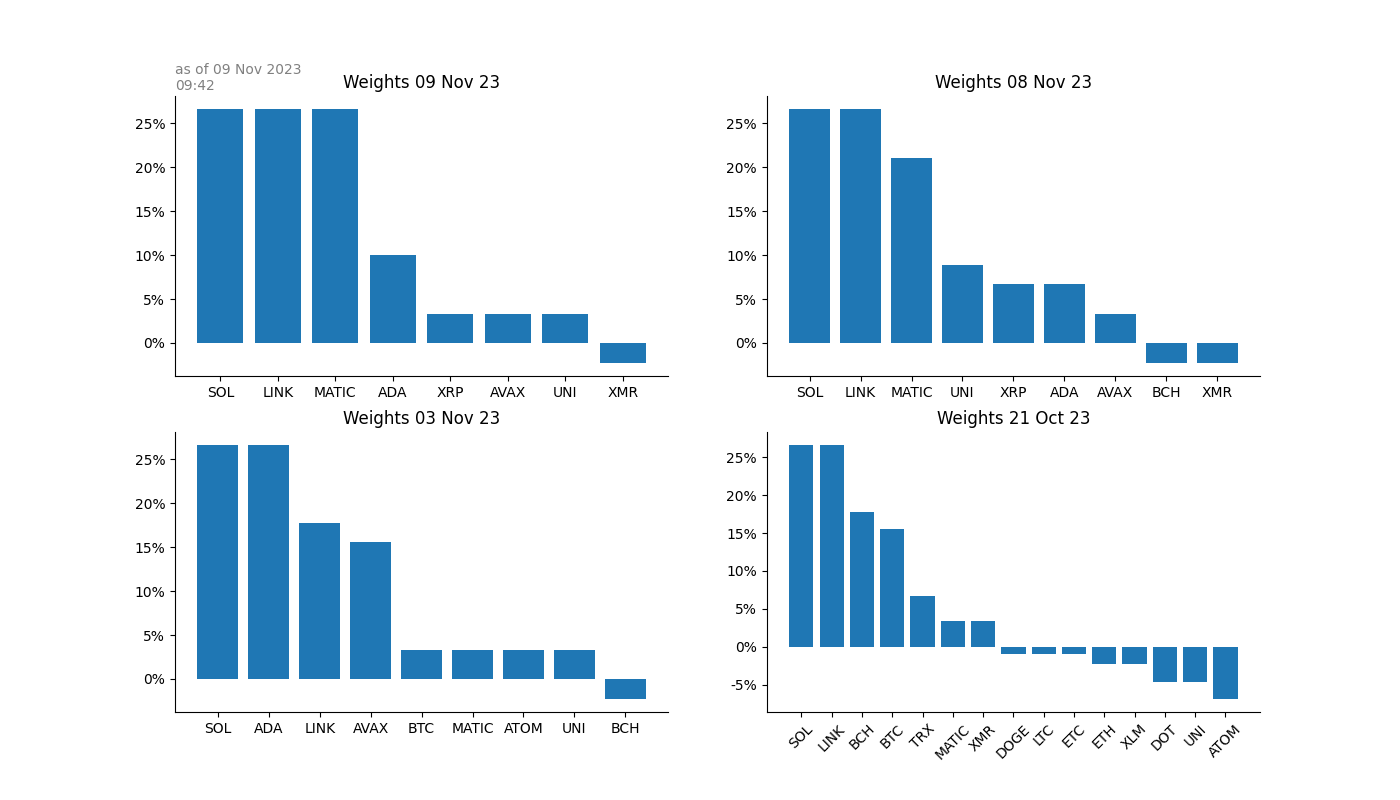 as of 09 Nov 2023
09:42
Weights 09 Nov 23
25%
20%
15%
10%
5%
0%
SOL LINK MATIC ADA XRP AVAX UNI XMR
Weights 08 Nov 23
25%
20%
15%
10%
5%
0%
SOL LINK MATIC UNI XRP ADA AVAX BCH XMR
Weights 03 Nov 23
25%
20%
15%
10%
5%
0%
SOL ADA LINK AVAX BTC MATIC ATOM UNI BCH
Weights 21 Oct 23
25%
20%
15%
10%
5%
0%
-5%
SOL LINK BCH BTC TRX MATIC XMR DOGE LTC ETC ETH XLM DOT UNI ATOM